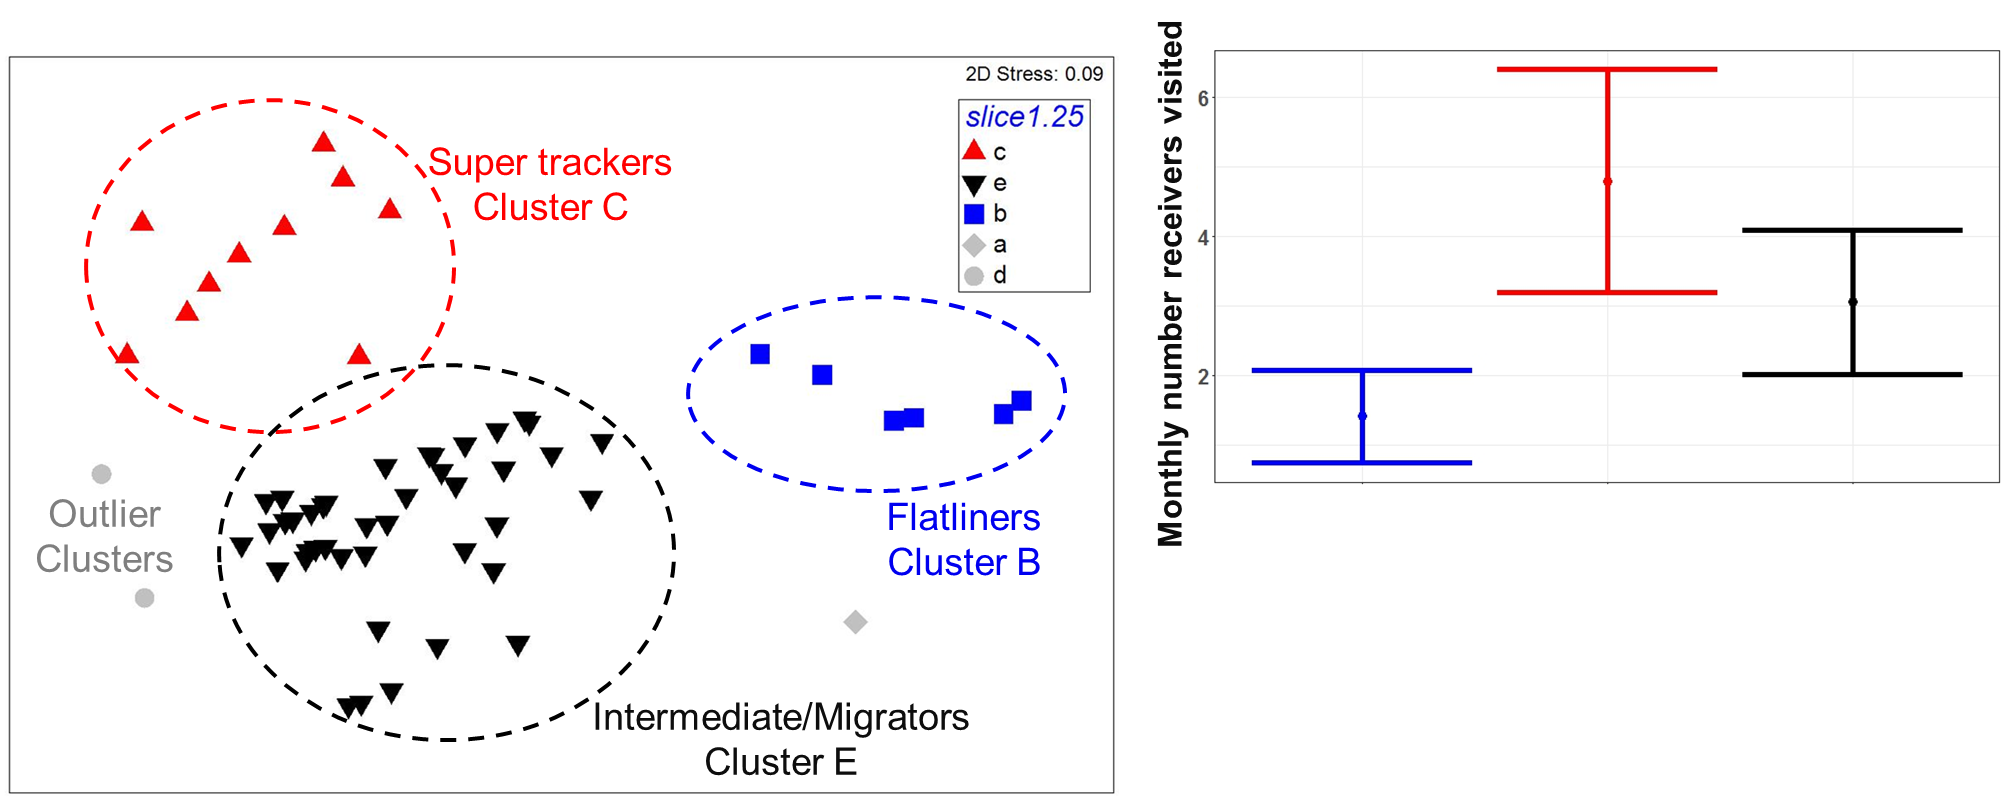 2D Stress: 0.09
slice1.25
c
e
b
a
d
Super trackers
Cluster C
Outlier
Clusters
Flatliners
Cluster B
Intermediate/Migrators
Cluster E
Monthly number receivers visited
6
4
2